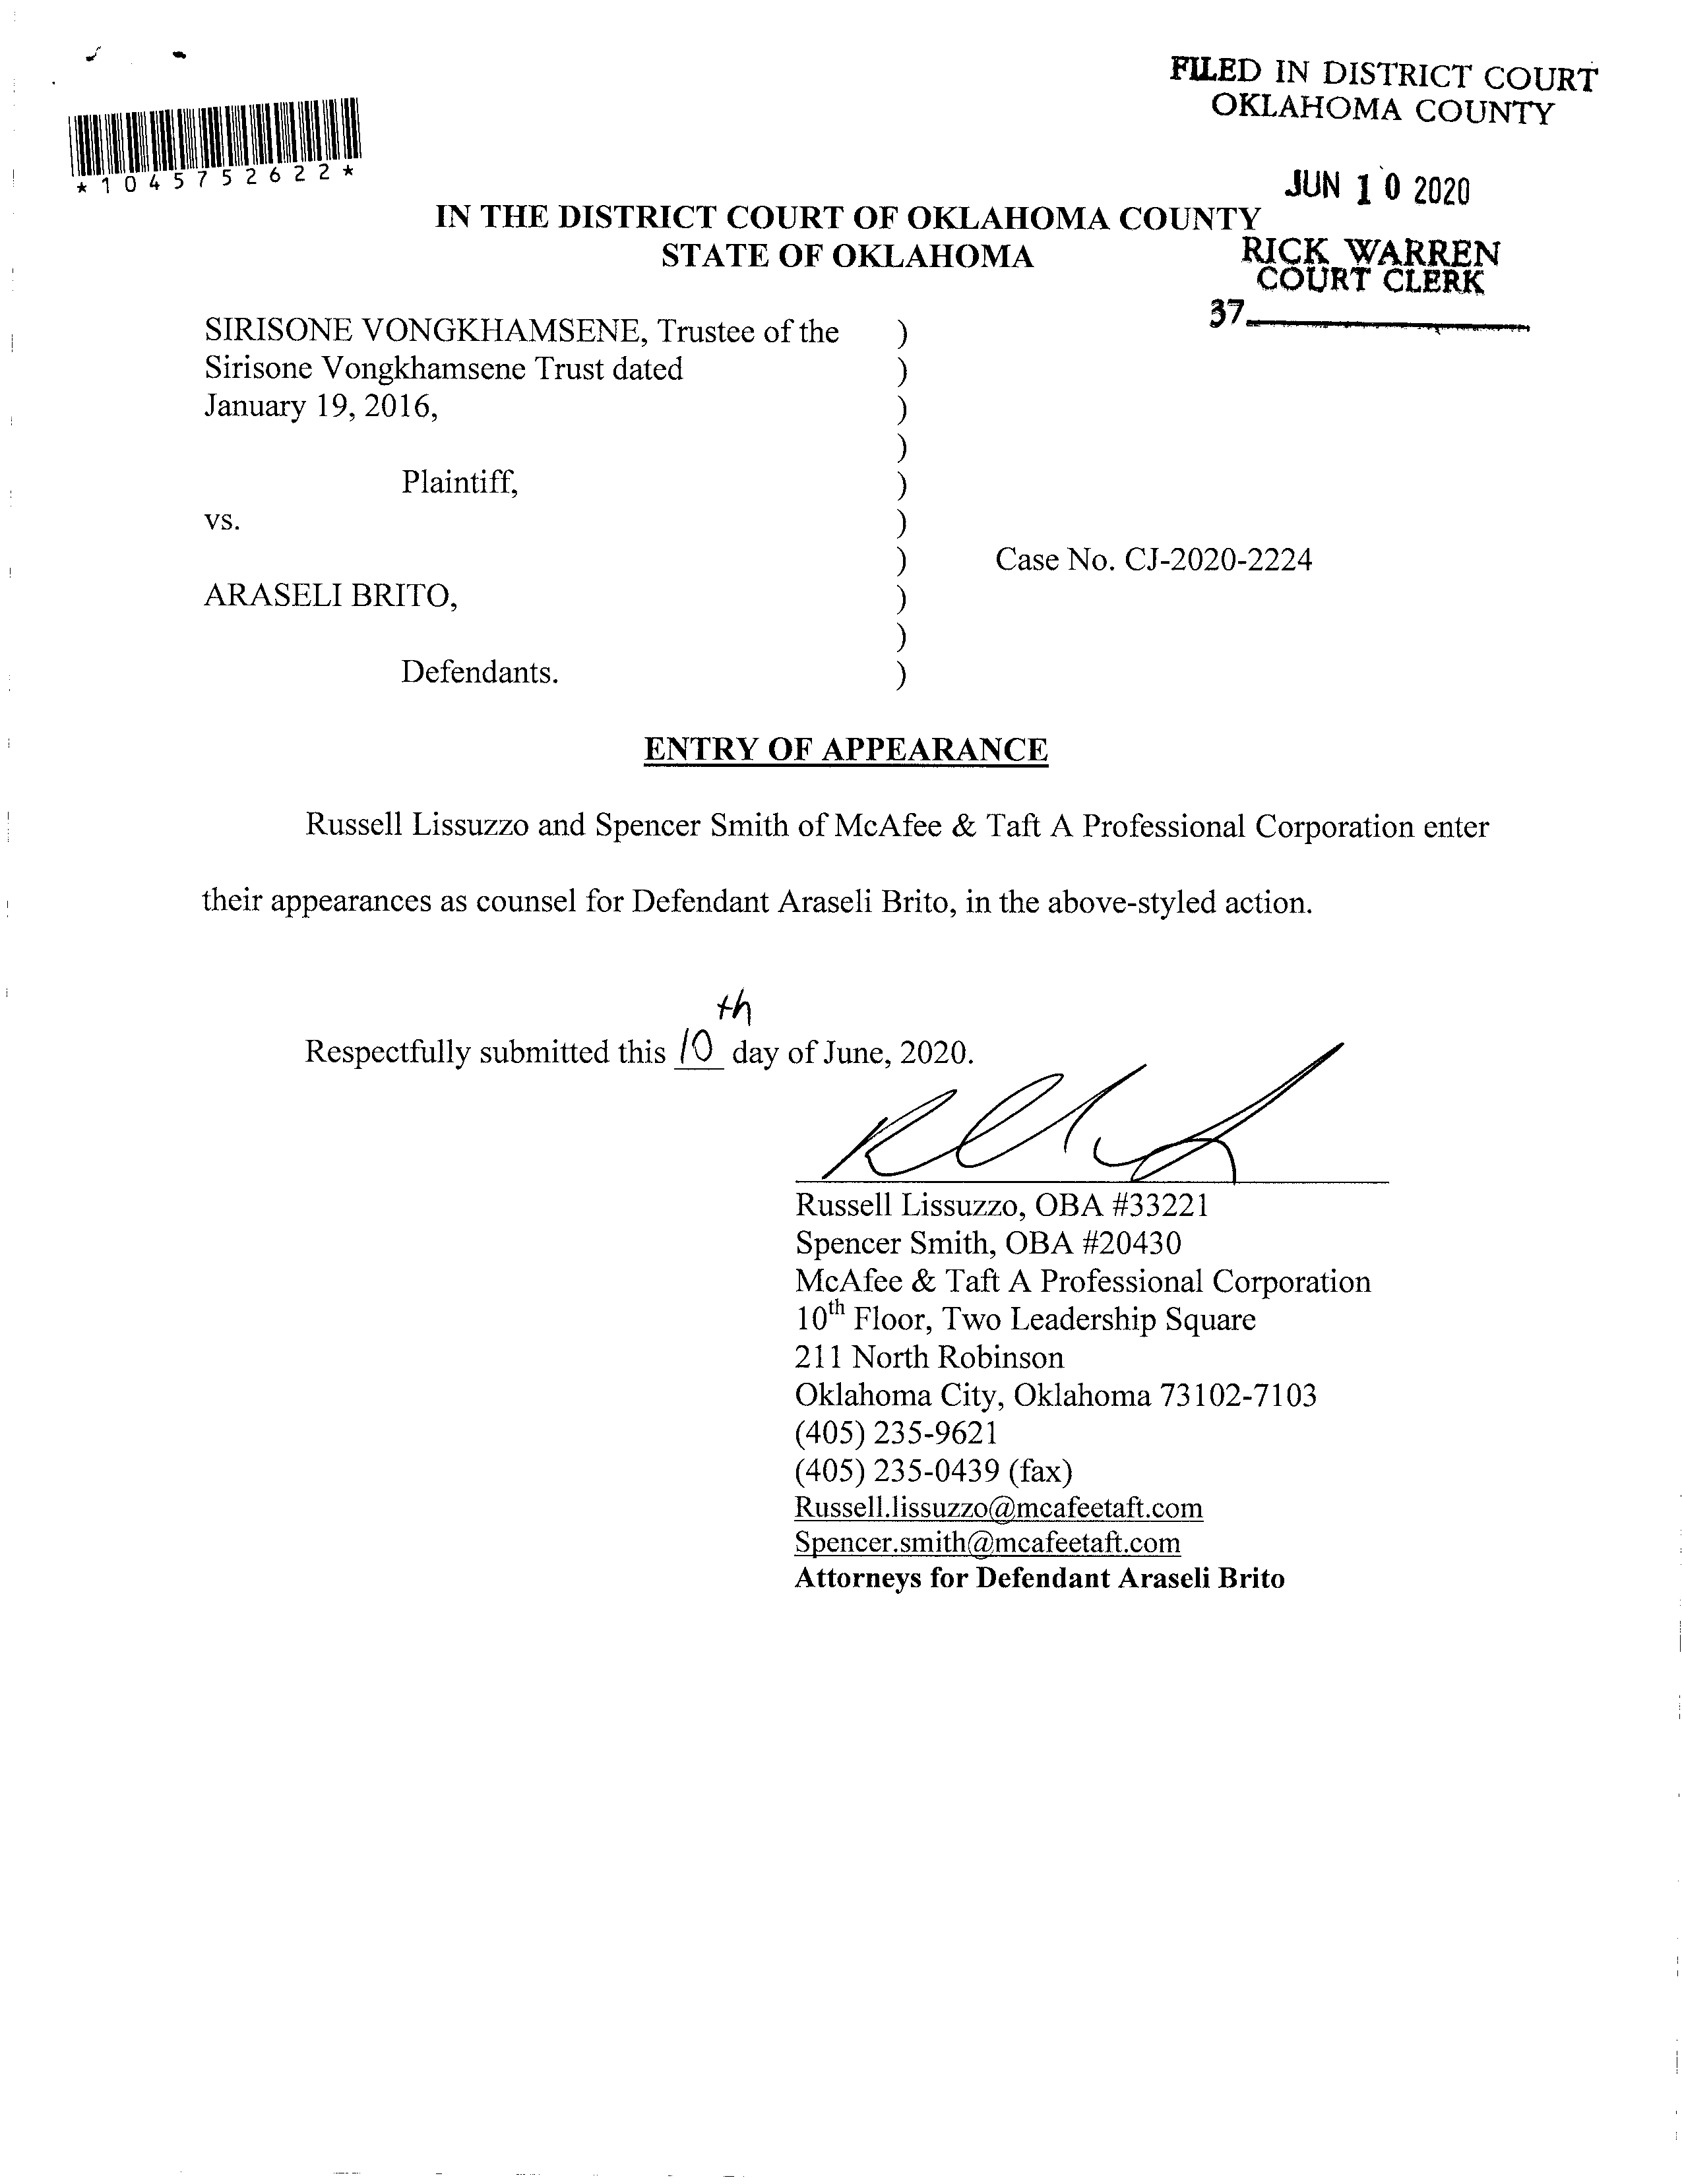 FILED IN DISTRICT COURT
OKLAHOMA COUNTY
*1045752622*
JUN 10 2020
IN THE DISTRICT COURT OF OKLAHOMA COUNTY
STATE OF OKLAHOMA
RICK WARREN
COURT CLERK
37
SIRISONE VONGKHAMSENE, Trustee of the )
Sirisone Vongkhamsene Trust dated )
January 19, 2016, )
)
Plaintiff, )
vs. )
) Case No. CJ-2020-2224
ARASELI BRITO, )
)
Defendants. )
ENTRY OF APPEARANCE
Russell Lissuzzo and Spencer Smith of McAfee & Taft A Professional Corporation enter
their appearances as counsel for Defendant Araseli Brito, in the above-styled action.
Respectfully submitted this 10th day of June, 2020.
Russell Lissuzzo, OBA #33221
Spencer Smith, OBA #20430
McAfee & Taft A Professional Corporation
10th Floor, Two Leadership Square
211 North Robinson
Oklahoma City, Oklahoma 73102-7103
(405) 235-9621
(405) 235-0439 (fax)
Russell.lissuzzo@mcafeetaft.com
Spencer.smith@mcafeetaft.com
Attorneys for Defendant Araseli Brito